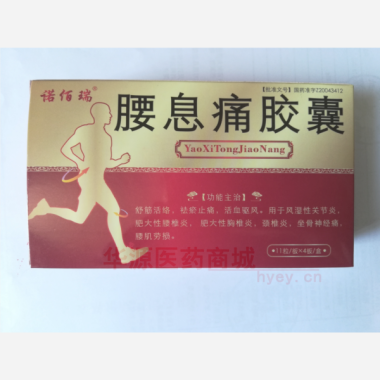 诺佰瑞®
【批准文号】国药准字Z20043412
腰息痛胶囊
YaoXiTongJiaoNang
【功能主治】
舒筋活络,祛瘀止痛,活血驱风。用于风湿性关节炎,
肥大性腰椎炎,肥大性胸椎炎,颈椎炎,坐骨神经痛,
腰肌劳损。
华源医药商城
hyey.cn